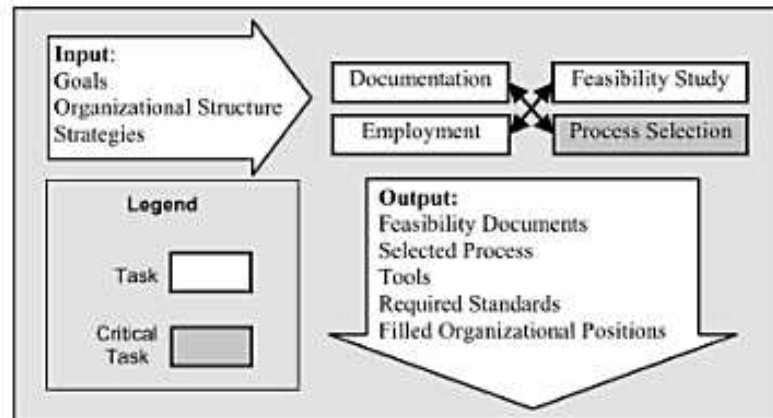 Input:
Goals
Organizational Structure
Strategies
Documentation
Feasibility Study
Employment
Process Selection
Legend
Task
Critical
Task
Output:
Feasibility Documents
Selected Process
Tools
Required Standards
Filled Organizational Positions